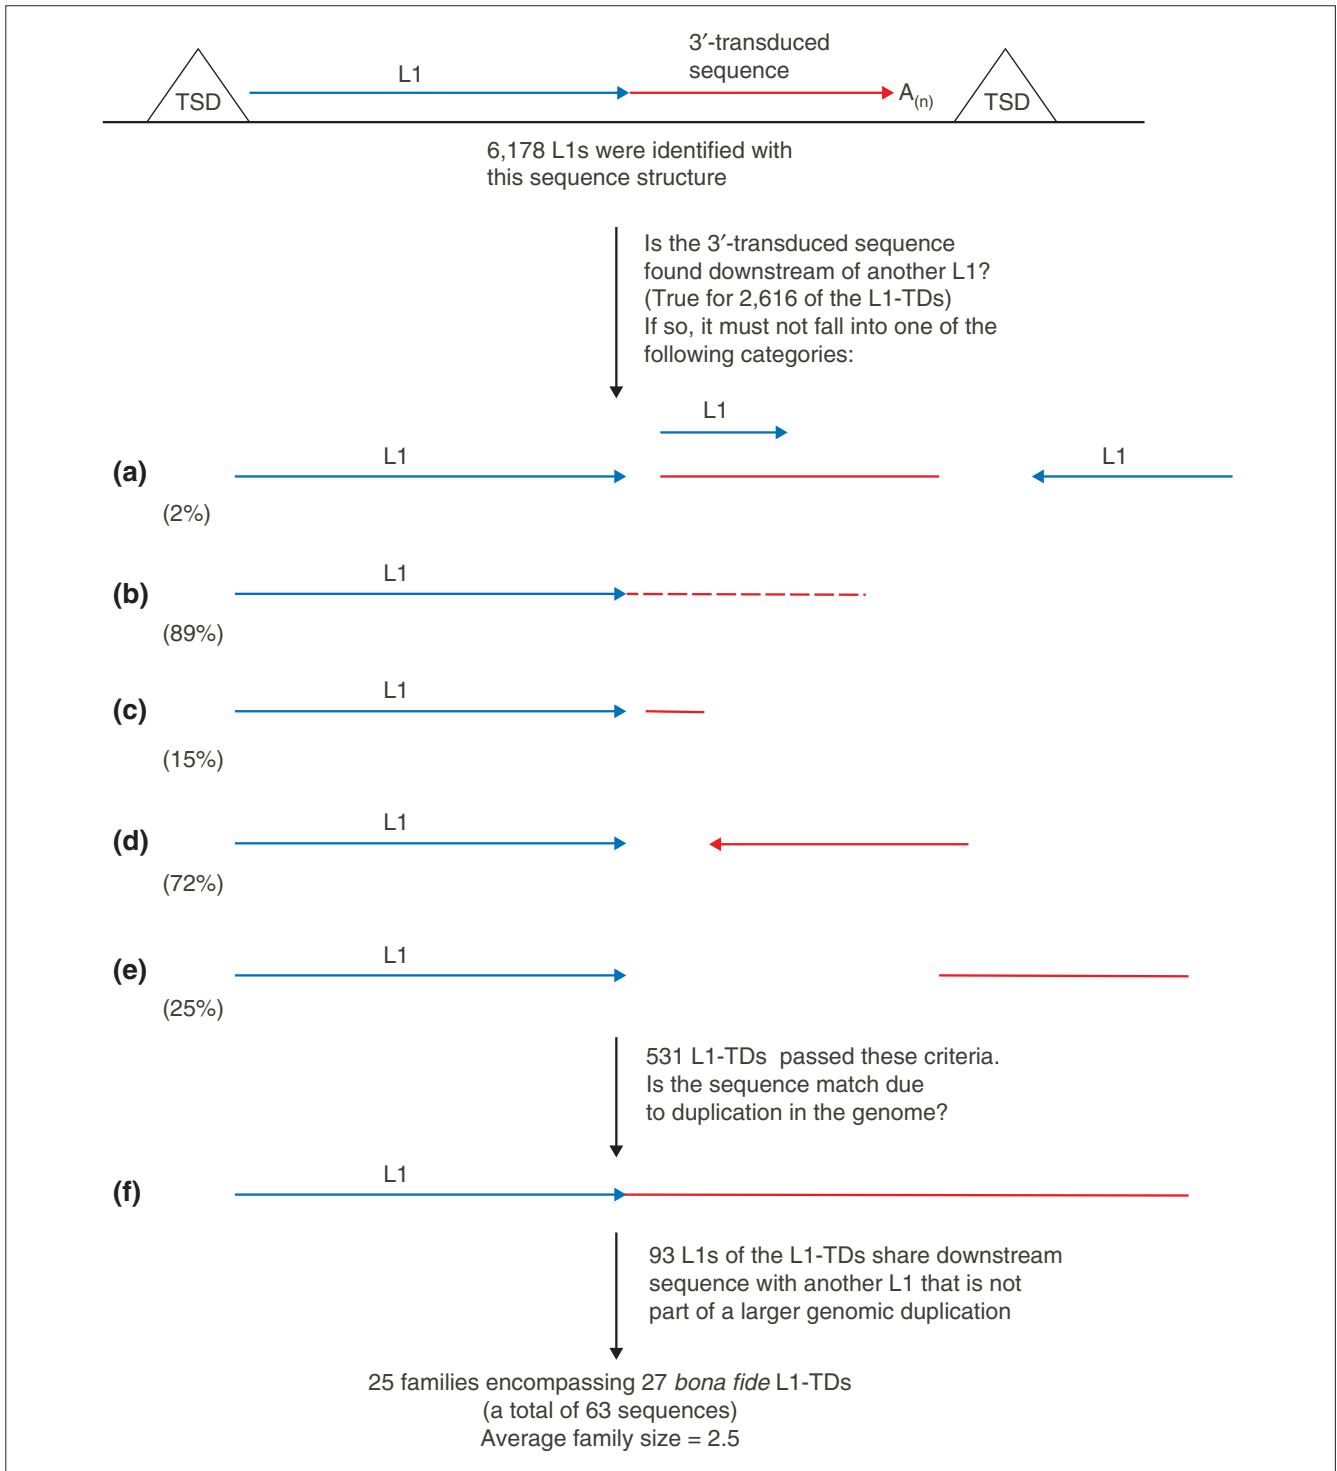 3′-transduced
sequence
L1
TSD
A(n)
TSD
6,178 L1s were identified with
this sequence structure
Is the 3′-transduced sequence
found downstream of another L1?
(True for 2,616 of the L1-TDs)
If so, it must not fall into one of the
following categories:
L1
(a)
L1
L1
(2%)
(b)
L1
(89%)
(c)
L1
(15%)
(d)
L1
(72%)
(e)
L1
(25%)
531 L1-TDs passed these criteria.
Is the sequence match due
to duplication in the genome?
(f)
L1
93 L1s of the L1-TDs share downstream
sequence with another L1 that is not
part of a larger genomic duplication
25 families encompassing 27 bona fide L1-TDs
(a total of 63 sequences)
Average family size = 2.5